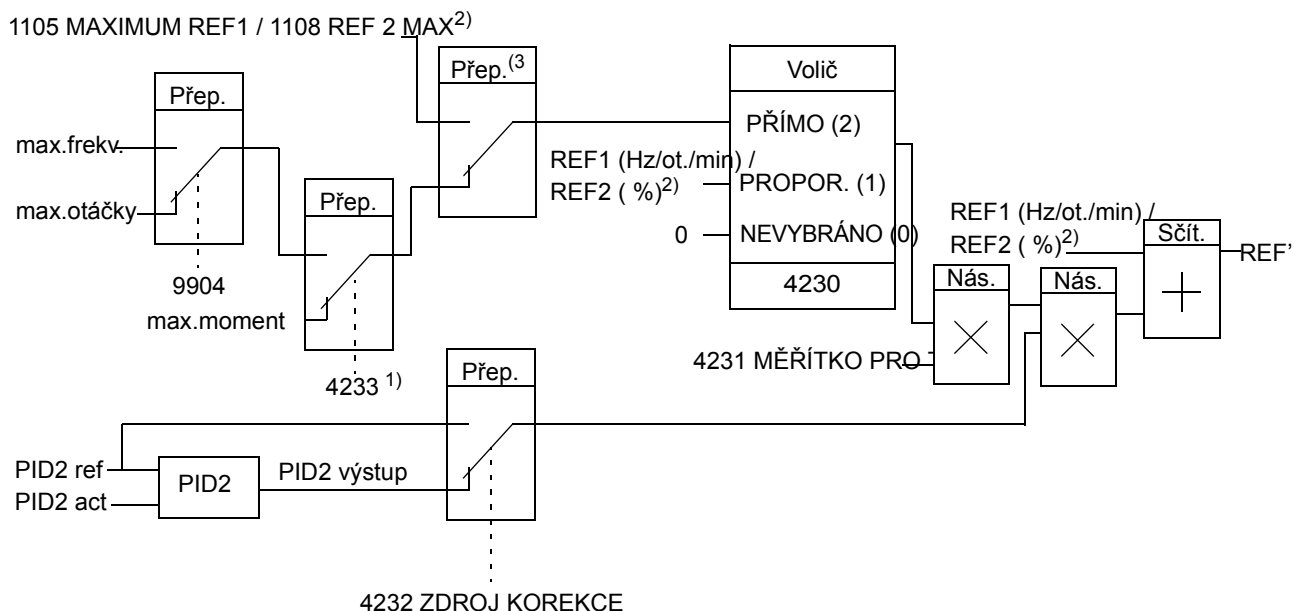 1105 MAXIMUM REF1 / 1108 REF 2 MAX2)
Přep.
max.frekv.
max.otáčky
9904
Přep.
max.moment
4233 1)
Přep.(3
Volič
PŘÍMO (2)
REF1 (Hz/ot./min) /
REF2 ( %)2)
PROPOR. (1)
0
NEVYBRÁNO (0)
4230
REF1 (Hz/ot./min) /
REF2 ( %)2)
Sčít.
+
REF'
Nás.
×
Nás.
×
4231 MĚŘÍTKO PRO
Přep.
PID2 ref
PID2 act
PID2
PID2 výstup
4232 ZDROJ KOREKCE